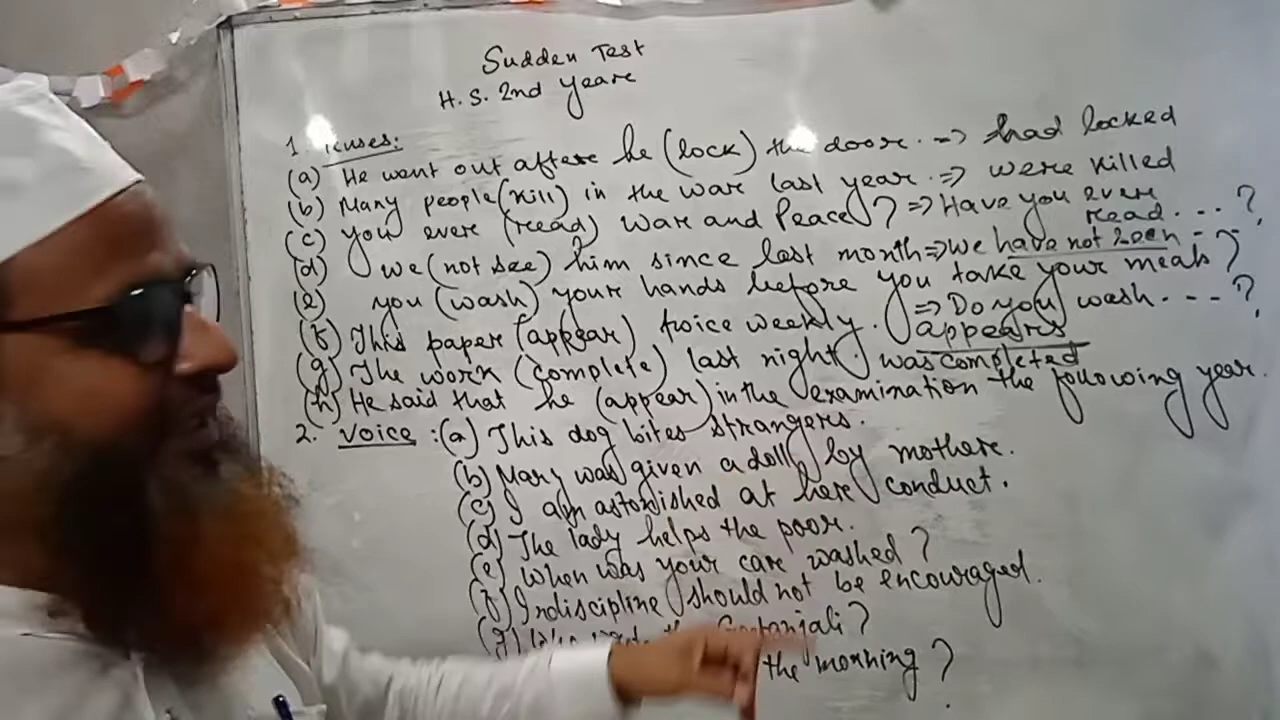 Sudden Test
H.S. 2nd Year
1. Tenses:
(a) He went out after he (lock) the door. => had locked
(b) Many people (kill) in the war last year. => were killed
(c) you ever (read) War and Peace? => Have you ever read....?
(d) we (not see) him since last month => we have not seen ...
(e) you (wash) your hands before you take your meals? => Do you wash....?
(f) This paper (appear) twice weekly. appears
(g) The work (complete) last night. was completed
(h) He said that he (appear) in the examination the following year.
2. Voice: (a) This dog bites strangers.
(b) Mary was given a doll by mother.
(c) I am astonished at her conduct.
(d) The lady helps the poor.
(e) When was your car washed?
(f) Indiscipline should not be encouraged.
(g) Who Gitanjali?
the morning?